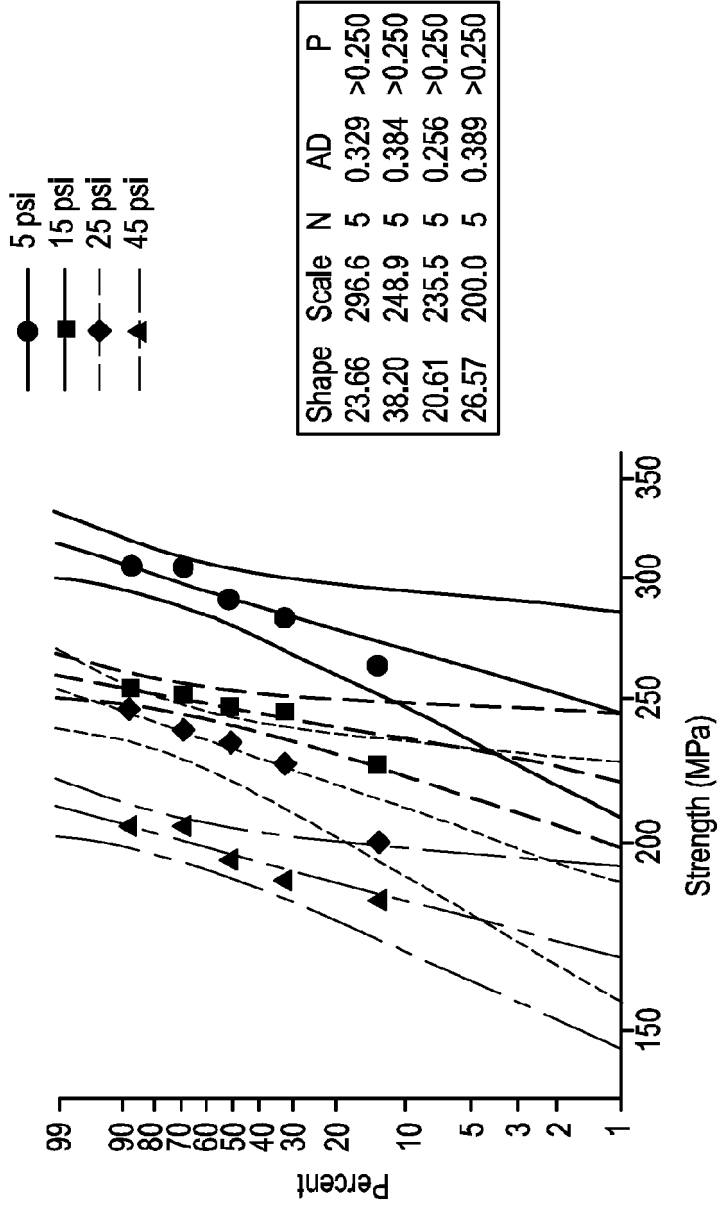 5 psi
15 psi
25 psi
45 psi
Shape Scale N AD P
23.66 296.6 5 0.329 >0.250
38.20 248.9 5 0.384 >0.250
20.61 235.5 5 0.256 >0.250
26.57 200.0 5 0.389 >0.250
Percent
99
90
80
70
60
50
40
30
20
10
5
3
2
1
150 200 250 300 350
Strength (MPa)